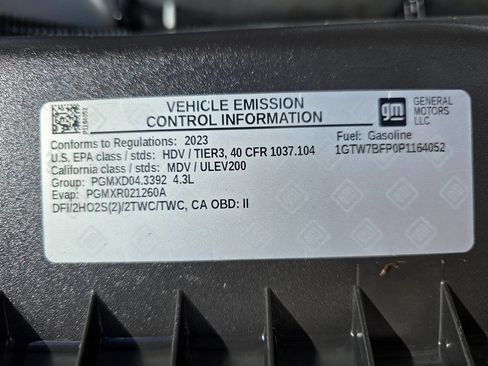 VEHICLE EMISSION
CONTROL INFORMATION
gm
GENERAL
MOTORS
LLC
Conforms to Regulations: 2023
Fuel: Gasoline
U.S. EPA class / stds: HDV / TIER3, 40 CFR 1037.104
1GTW7BFP0P1164052
California class / stds: MDV / ULEV200
Group: PGMXD04.3392 4.3L
Evap: PGMXR021260A
DFI/2HO2S(2)/2TWC/TWC, CA OBD: II